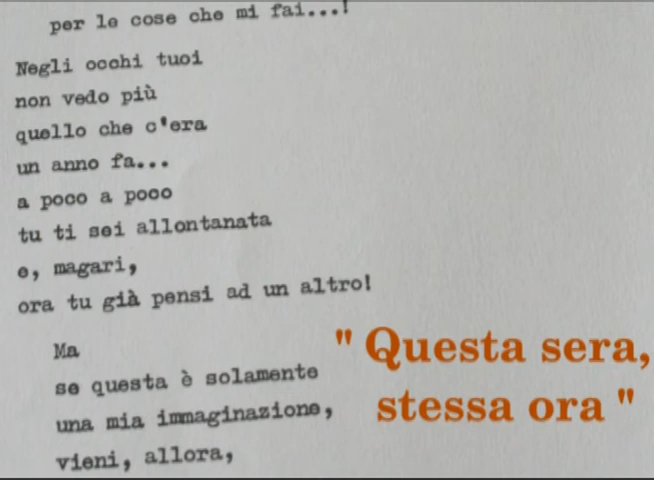 per le cose che mi fai...!
Negli occhi tuoi
non vedo più
quello che c'era
un anno fa...
a poco a poco
tu ti sei allontanata
e, magari,
ora tu già pensi ad un altro!
Ma
se questa è solamente
una mia immaginazione,
vieni, allora,
" Questa sera,
stessa ora "